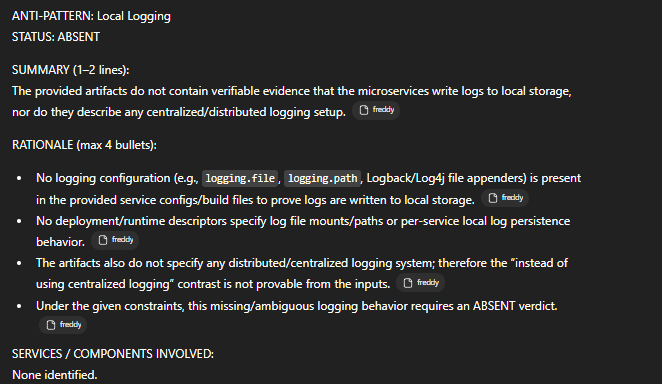 ANTI-PATTERN: Local Logging
STATUS: ABSENT
SUMMARY (1–2 lines):
The provided artifacts do not contain verifiable evidence that the microservices write logs to local storage,
nor do they describe any centralized/distributed logging setup. freddy
RATIONALE (max 4 bullets):
• No logging configuration (e.g., logging.file, logging.path, Logback/Log4j file appenders) is present
in the provided service configs/build files to prove logs are written to local storage. freddy
• No deployment/runtime descriptors specify log file mounts/paths or per-service local log persistence
behavior. freddy
• The artifacts also do not specify any distributed/centralized logging system; therefore the “instead of
using centralized logging” contrast is not provable from the inputs. freddy
• Under the given constraints, this missing/ambiguous logging behavior requires an ABSENT verdict.
freddy
SERVICES / COMPONENTS INVOLVED:
None identified.